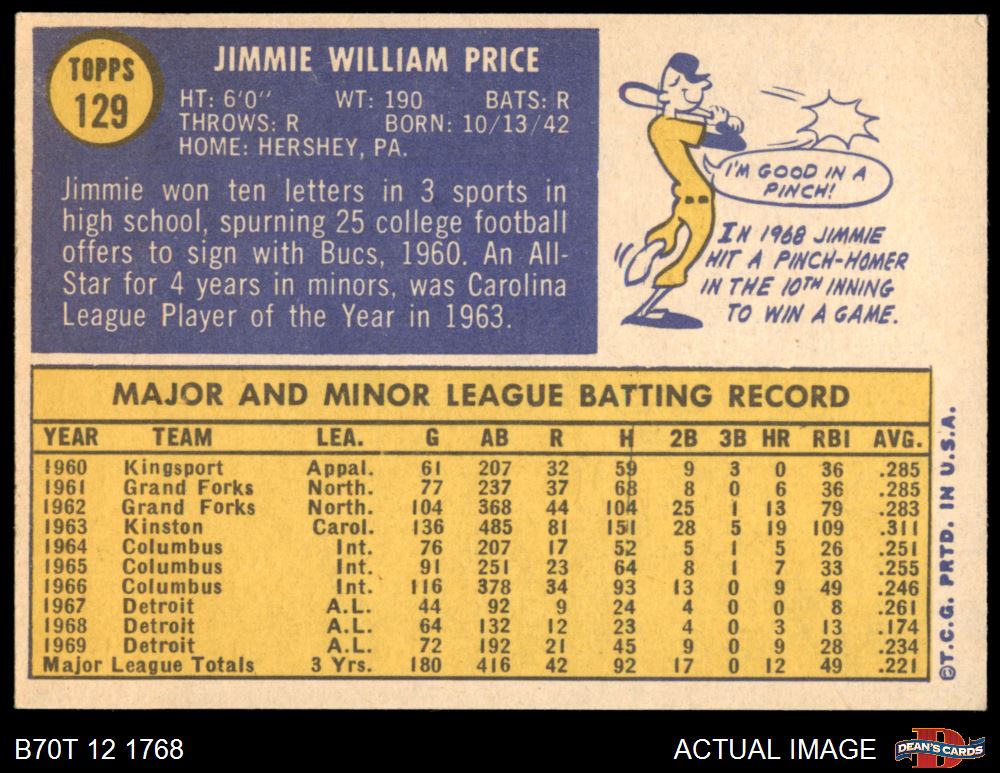 TOPPS
129
JIMMIE WILLIAM PRICE
HT: 6'0" WT: 190 BATS: R
THROWS: R BORN: 10/13/42
HOME: HERSHEY, PA.
Jimmie won ten letters in 3 sports in
high school, spurning 25 college football
offers to sign with Bucs, 1960. An All-
Star for 4 years in minors, was Carolina
League Player of the Year in 1963.
I'M GOOD IN A
PINCH!
IN 1968 JIMMIE
HIT A PINCH-HOMER
IN THE 10TH INNING
TO WIN A GAME.
MAJOR AND MINOR LEAGUE BATTING RECORD
YEAR TEAM LEA. G AB R H 2B 3B HR RBI AVG.
1960 Kingsport Appal. 61 207 32 59 9 3 0 36 .285
1961 Grand Forks North. 77 237 37 68 8 0 6 36 .285
1962 Grand Forks North. 104 368 44 104 25 1 13 79 .283
1963 Kinston Carol. 136 485 81 151 28 5 19 109 .311
1964 Columbus Int. 76 207 17 52 5 1 5 26 .251
1965 Columbus Int. 91 251 23 64 8 1 7 33 .255
1966 Columbus Int. 116 378 34 93 13 0 9 49 .246
1967 Detroit A.L. 44 92 9 24 4 0 0 8 .261
1968 Detroit A.L. 64 132 12 23 4 0 3 13 .174
1969 Detroit A.L. 72 192 21 45 9 0 9 28 .234
Major League Totals 3 Yrs. 180 416 42 92 17 0 12 49 .221
©T.C.G. PRTD. IN U.S.A.
B70T 12 1768
ACTUAL IMAGE
D
DEAN'S CARDS